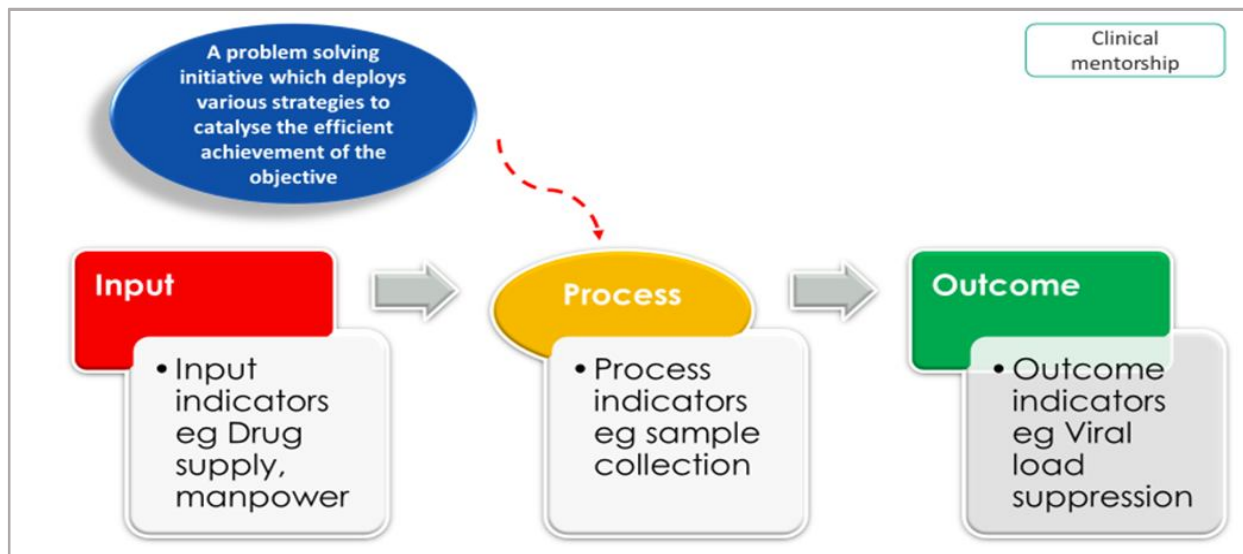 A problem solving
initiative which deploys
various strategies to
catalyse the efficient
achievement of the
objective
Clinical
mentorship
Input
• Input
indicators
eg Drug
supply,
manpower
Process
• Process
indicators
eg sample
collection
Outcome
• Outcome
indicators
eg Viral
load
suppression